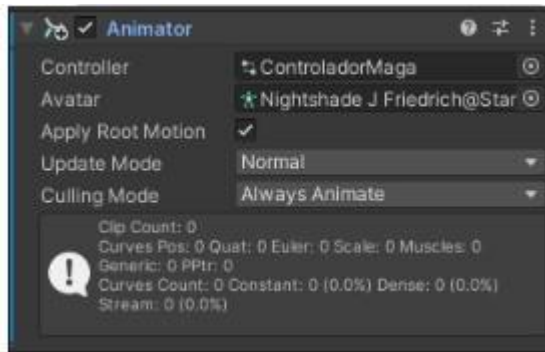 Animator
Controller ControladorMaga
Avatar Nightshade J Friedrich@Star
Apply Root Motion
Update Mode Normal
Culling Mode Always Animate
Clip Count: 0
Curves Pos: 0 Quat: 0 Euler: 0 Scale: 0 Muscles: 0
Generic: 0 PPtr: 0
Curves Count: 0 Constant: 0 (0.0%) Dense: 0 (0.0%)
Stream: 0 (0.0%)